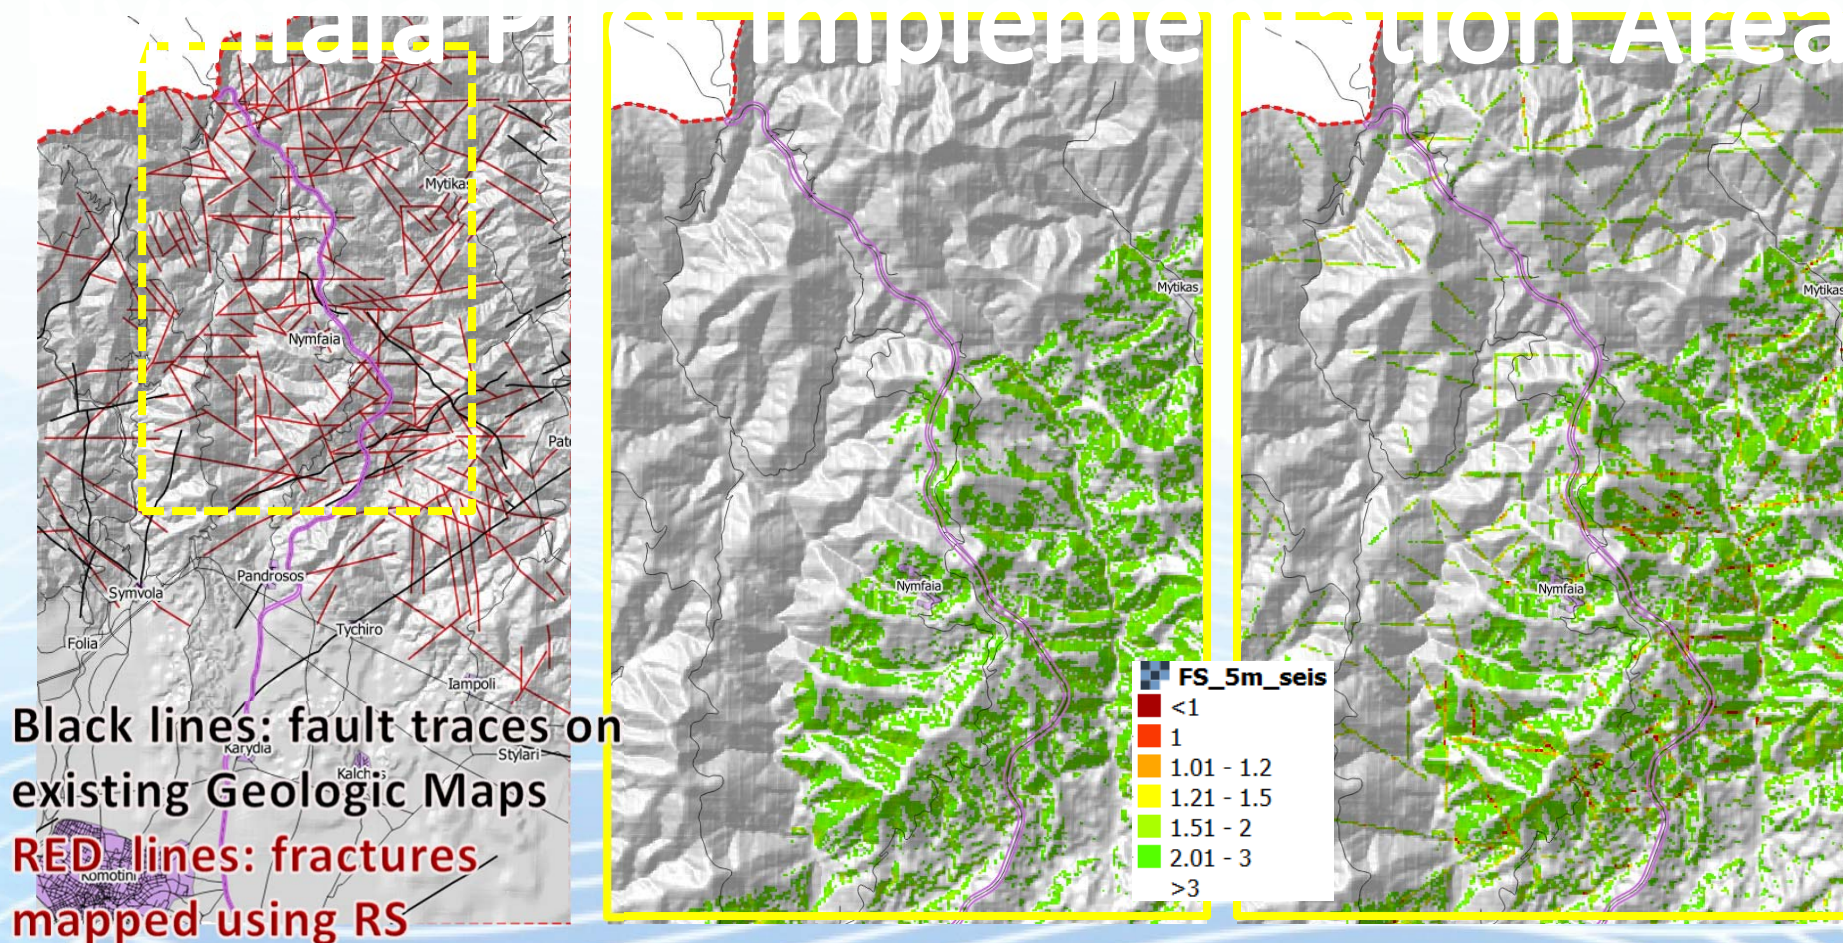 Implementation Area
Mytikas
Nymfaia
Pandrosos
Symvola
Tychiro
Folia
Iampoli
Karydia
Stylari
Komotini
Black lines: fault traces on
existing Geologic Maps
RED lines: fractures
mapped using RS
Mytikas
Nymfaia
FS_5m_seis
<1
1
1.01 - 1.2
1.21 - 1.5
1.51 - 2
2.01 - 3
>3
Mytikas
Nymfaia